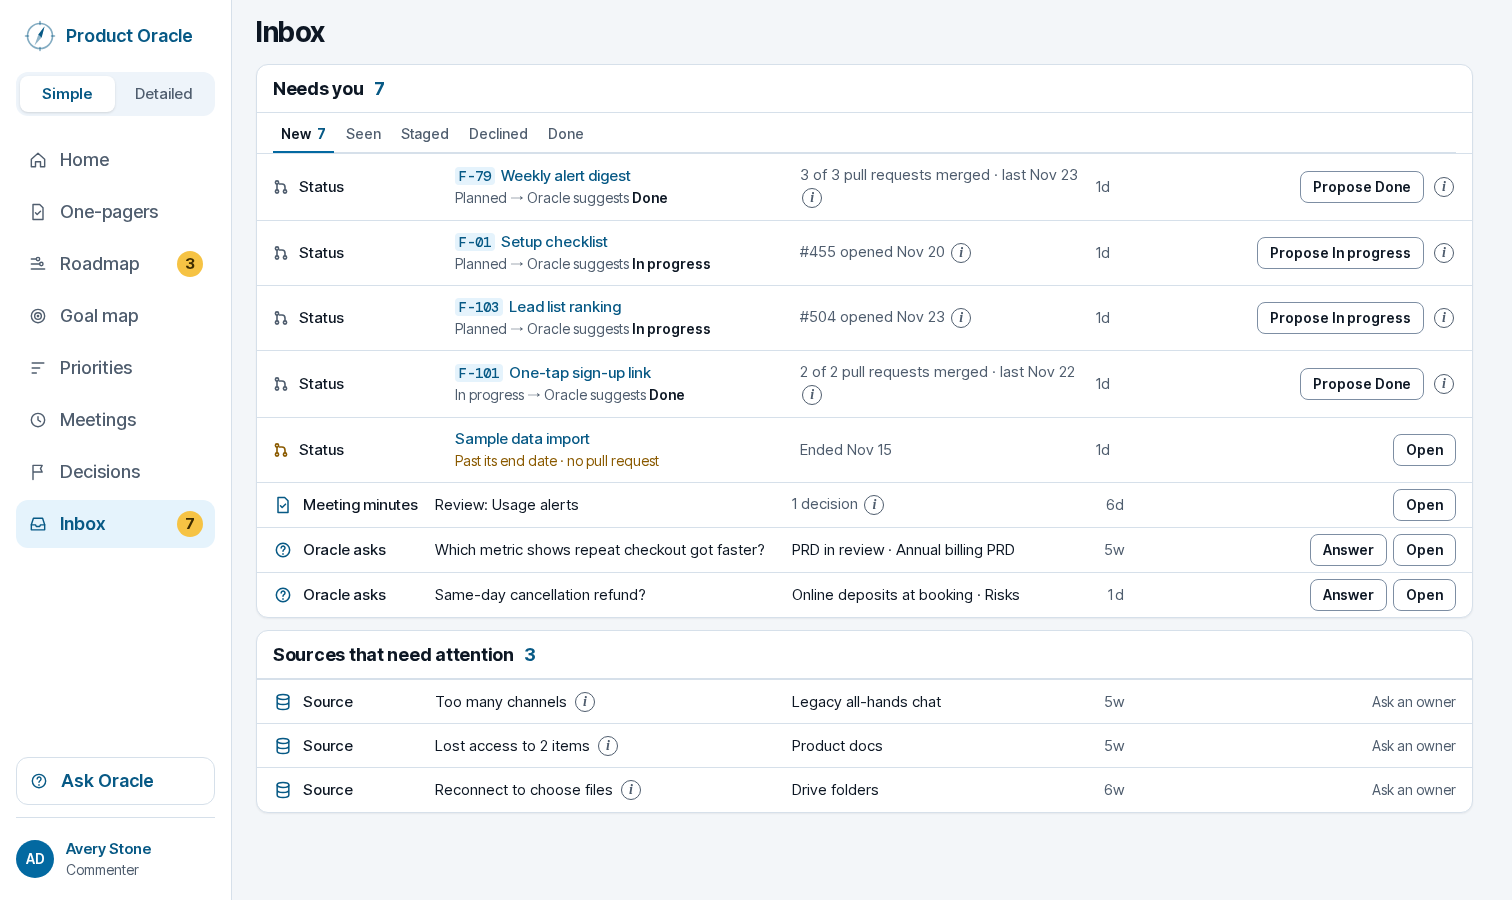 Product Oracle
Simple Detailed
Home
One-pagers
Roadmap 3
Goal map
Priorities
Meetings
Decisions
Inbox 7
Ask Oracle
AD
Avery Stone
Commenter
Inbox
Needs you 7
New 7 Seen Staged Declined Done
Status
F-79 Weekly alert digest
Planned → Oracle suggests Done
3 of 3 pull requests merged · last Nov 23
i
1d
Propose Done i
Status
F-01 Setup checklist
Planned → Oracle suggests In progress
#455 opened Nov 20 i
1d
Propose In progress i
Status
F-103 Lead list ranking
Planned → Oracle suggests In progress
#504 opened Nov 23 i
1d
Propose In progress i
Status
F-101 One-tap sign-up link
In progress → Oracle suggests Done
2 of 2 pull requests merged · last Nov 22
i
1d
Propose Done i
Status
Sample data import
Past its end date · no pull request
Ended Nov 15
1d
Open
Meeting minutes Review: Usage alerts 1 decision i 6d Open
Oracle asks Which metric shows repeat checkout got faster? PRD in review · Annual billing PRD 5w Answer Open
Oracle asks Same-day cancellation refund? Online deposits at booking · Risks 1d Answer Open
Sources that need attention 3
Source Too many channels i Legacy all-hands chat 5w Ask an owner
Source Lost access to 2 items i Product docs 5w Ask an owner
Source Reconnect to choose files i Drive folders 6w Ask an owner